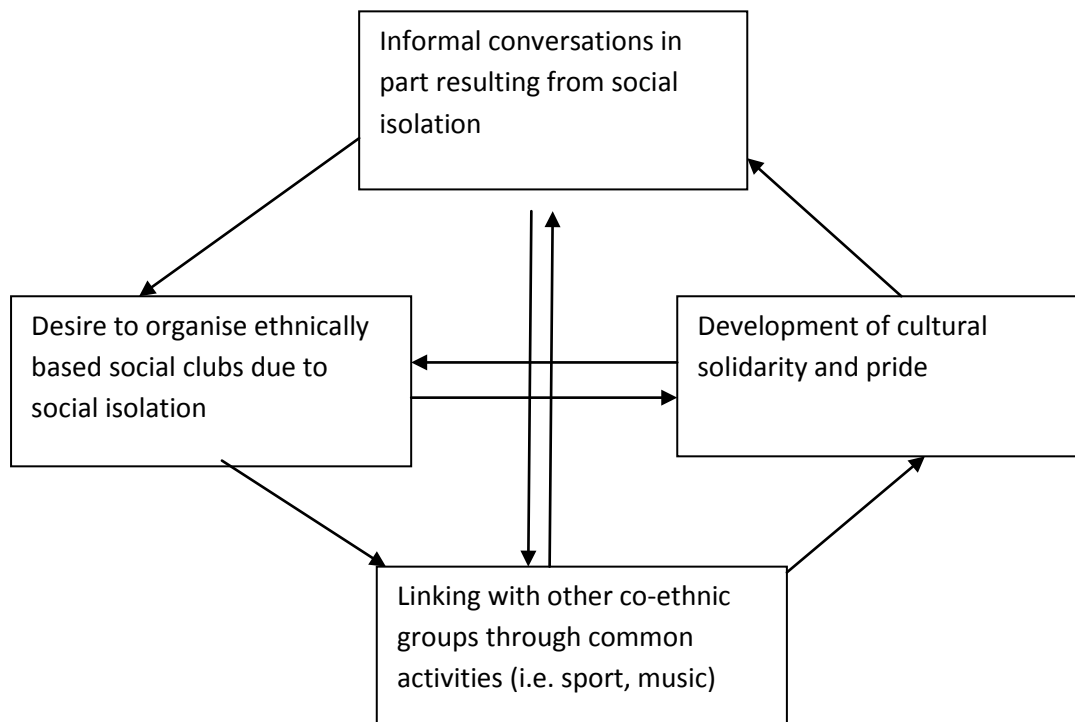 Informal conversations in
part resulting from social
isolation
Desire to organise ethnically
based social clubs due to
social isolation
Development of cultural
solidarity and pride
Linking with other co-ethnic
groups through common
activities (i.e. sport, music)